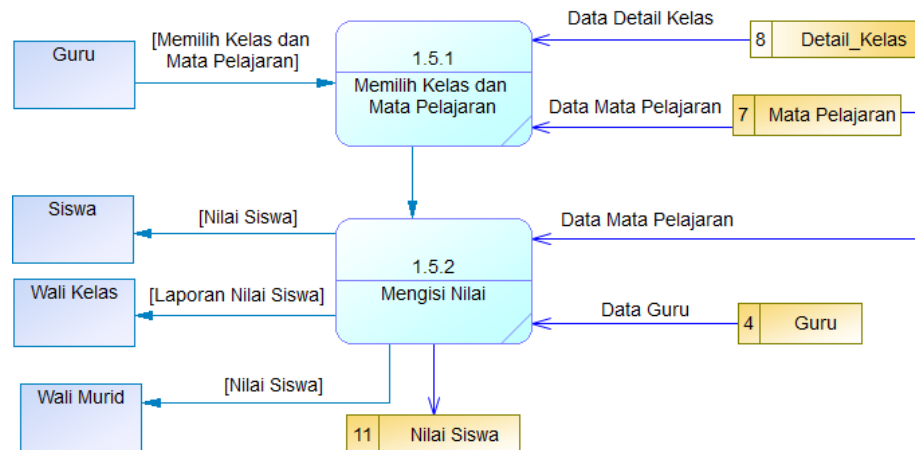 Guru
[Memilih Kelas dan
Mata Pelajaran]
1.5.1
Memilih Kelas dan
Mata Pelajaran
Data Detail Kelas
8 Detail_Kelas
Data Mata Pelajaran
7 Mata Pelajaran
Siswa
[Nilai Siswa]
1.5.2
Mengisi Nilai
Data Mata Pelajaran
Wali Kelas
[Laporan Nilai Siswa]
Data Guru
4 Guru
Wali Murid
[Nilai Siswa]
11 Nilai Siswa